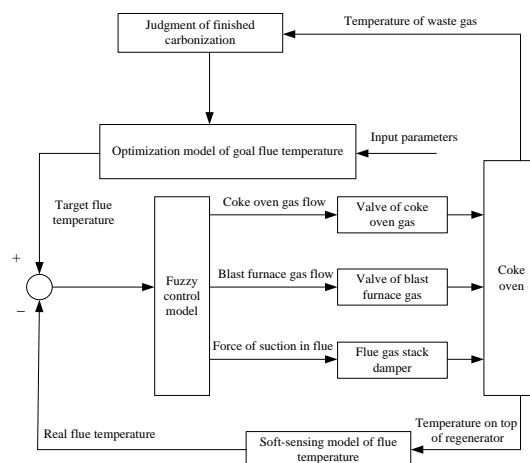 Judgment of finished
carbonization
Temperature of waste gas
Optimization model of goal flue temperature
Input parameters
Target flue
temperature
+
−
Fuzzy
control
model
Coke oven gas flow
Valve of coke
oven gas
Blast furnace gas flow
Valve of blast
furnace gas
Force of suction in flue
Flue gas stack
damper
Coke
oven
Real flue temperature
Soft-sensing model of flue
temperature
Temperature on top
of regenerator